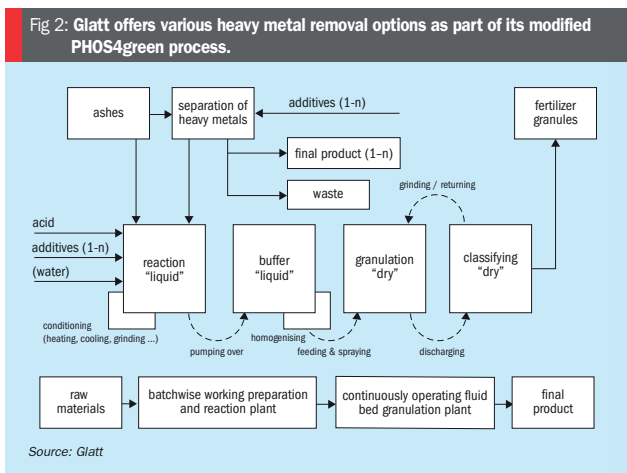 Fig 2: Glatt offers various heavy metal removal options as part of its modified
PHOS4green process.
ashes
separation of
heavy metals
additives (1-n)
fertilizer
granules
final product (1–n)
waste
grinding / returning
acid
additives (1-n)
(water)
reaction
“liquid”
buffer
“liquid”
granulation
“dry”
classifying
“dry”
conditioning
(heating, cooling, grinding ...)
pumping over
homogenising
feeding & spraying
discharging
raw
materials
batchwise working preparation
and reaction plant
continuously operating fluid
bed granulation plant
final
product
Source: Glatt